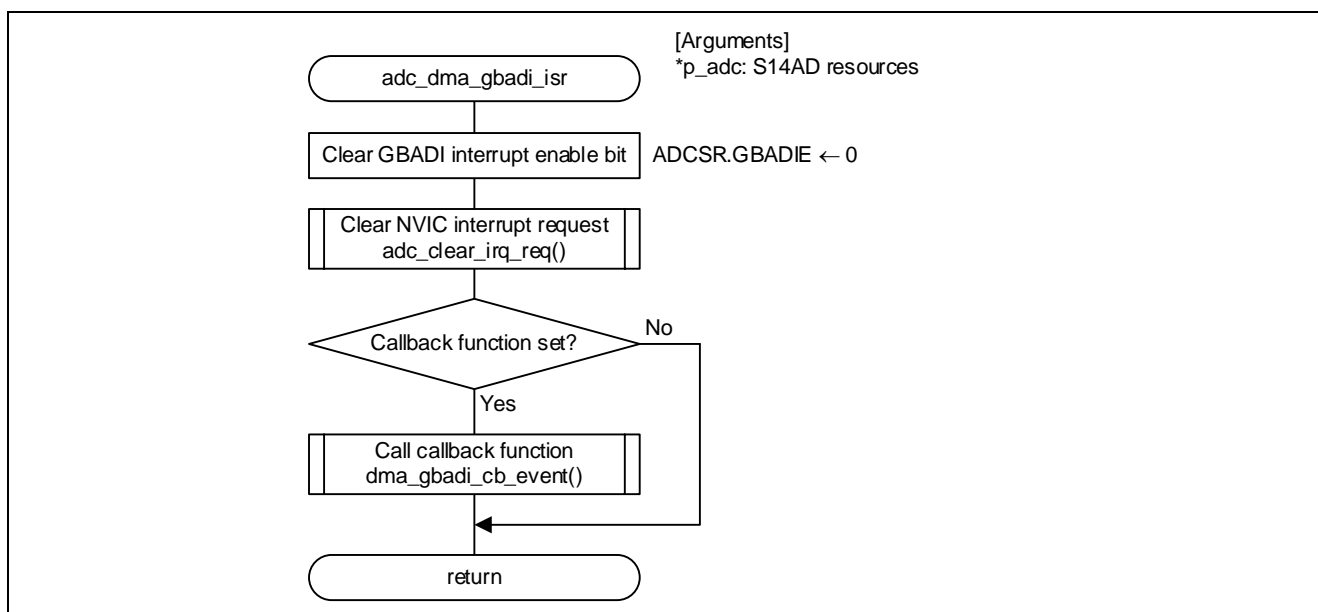 [Arguments]
*p_adc: S14AD resources
adc_dma_gbadi_isr
Clear GBADI interrupt enable bit
ADCSR.GBADIE ← 0
Clear NVIC interrupt request
adc_clear_irq_req()
Callback function set?
No
Yes
Call callback function
dma_gbadi_cb_event()
return